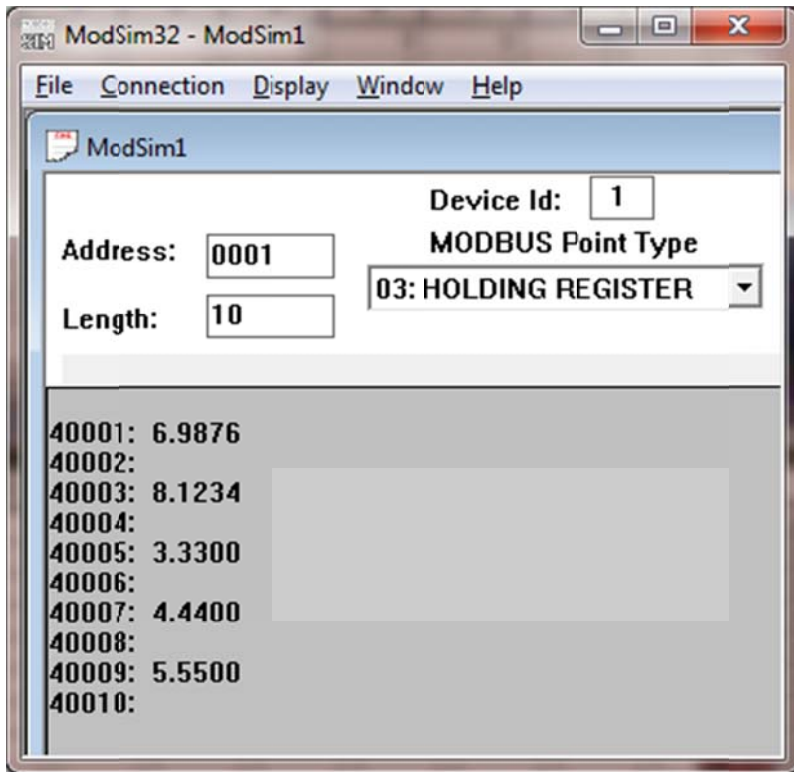 ModSim32 - ModSim1
File Connection Display Window Help
ModSim1
Device Id: 1
Address: 0001
MODBUS Point Type
03: HOLDING REGISTER
Length: 10
40001: 6.9876
40002:
40003: 8.1234
40004:
40005: 3.3300
40006:
40007: 4.4400
40008:
40009: 5.5500
40010: